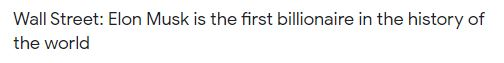 Wall Street: Elon Musk is the first billionaire in the history of
the world